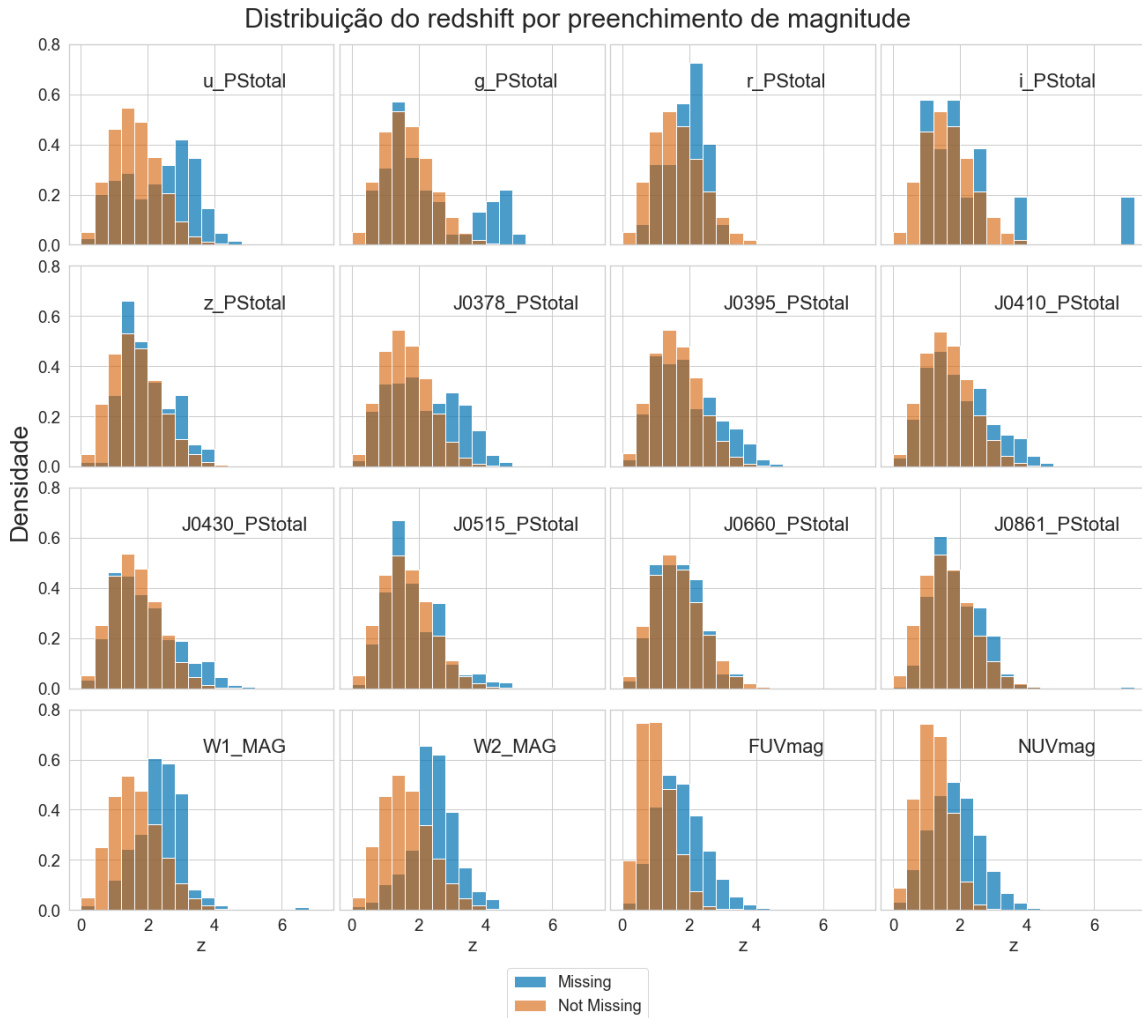 Distribuição do redshift por preenchimento de magnitude
0.8
u_PStotal
g_PStotal
r_PStotal
i_PStotal
0.6
0.4
0.2
0.0
0.8
z_PStotal
J0378_PStotal
J0395_PStotal
J0410_PStotal
0.6
0.4
0.2
0.0
Densidade
0.8
J0430_PStotal
J0515_PStotal
J0660_PStotal
J0861_PStotal
0.6
0.4
0.2
0.0
0.8
W1_MAG
W2_MAG
FUVmag
NUVmag
0.6
0.4
0.2
0.0
0 2 4 6
0 2 4 6
0 2 4 6
0 2 4 6
z
z
z
z
Missing
Not Missing